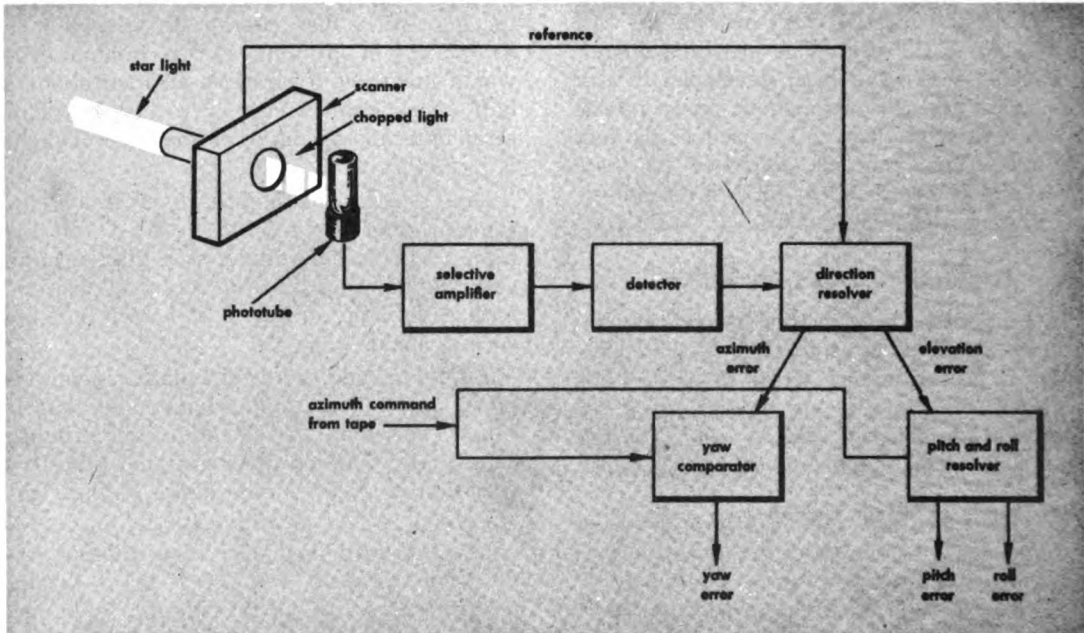 reference
star light
scanner
chopped light
phototube
selective
amplifier
detector
direction
resolver
azimuth
error
elevation
error
azimuth command
from tape
yaw
comparator
pitch and roll
resolver
yaw
error
pitch
error
roll
error